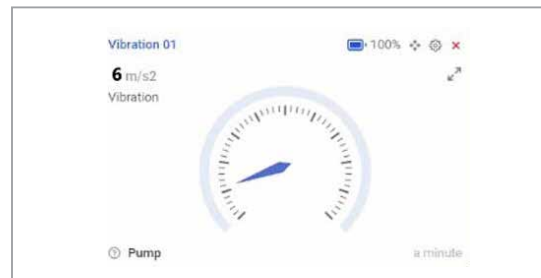 Vibration 01
100%
6 m/s2
Vibration
Pump
a minute